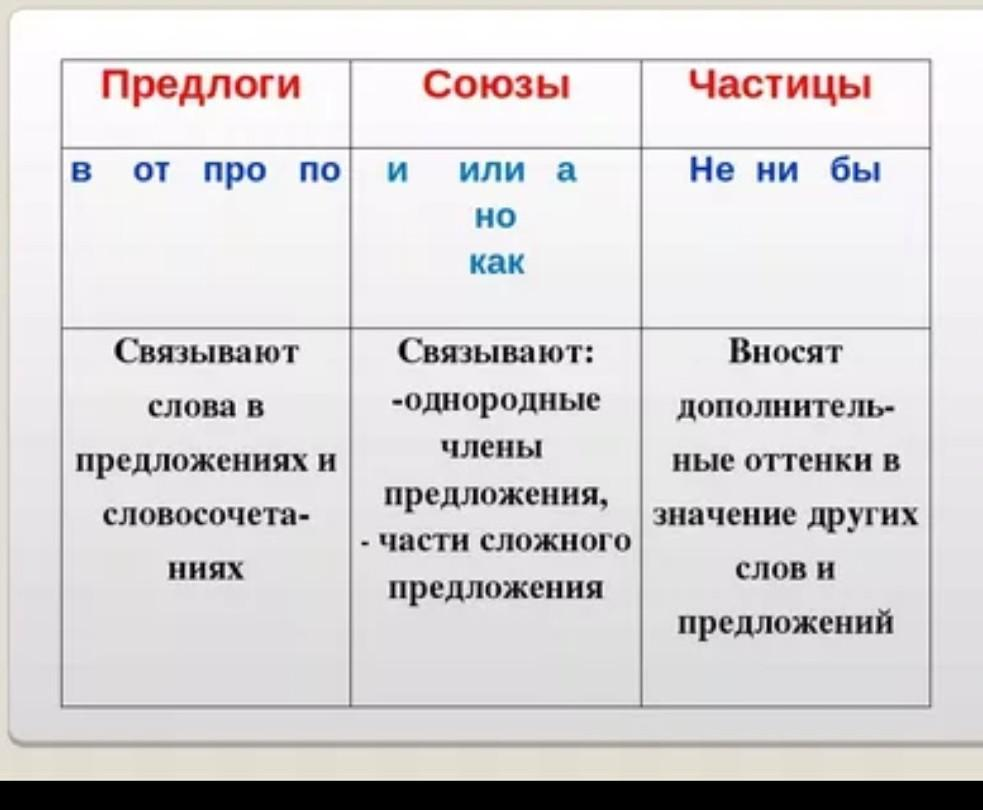 Предлоги
Союзы
Частицы
в от про по
и или а
но
как
Не ни бы
Связывают
слова в
предложениях и
словосочета-
ниях
Связывают:
-однородные
члены
предложения,
- части сложного
предложения
Вносят
дополнитель-
ные оттенки в
значение других
слов и
предложений